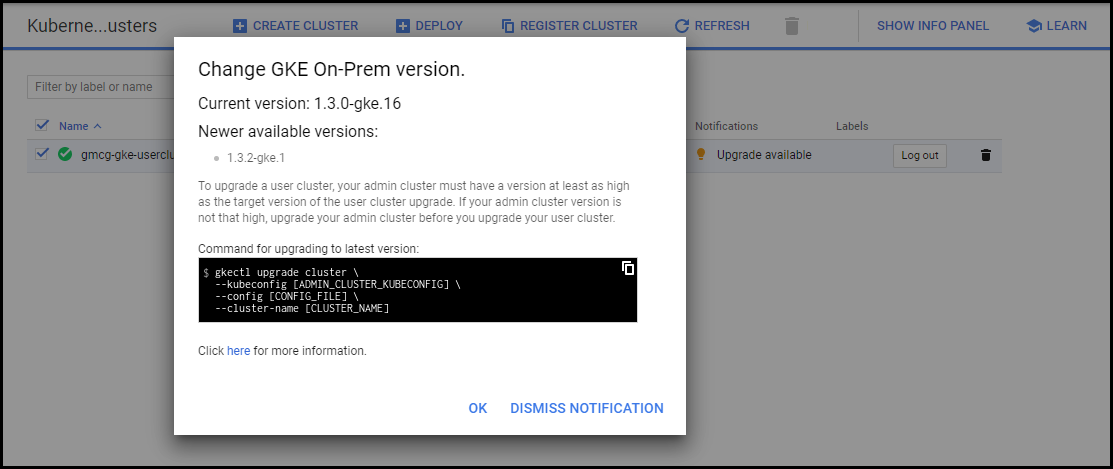 Kuberne...usters CREATE CLUSTER DEPLOY REGISTER CLUSTER REFRESH SHOW INFO PANEL LEARN
Change GKE On-Prem version.
Filter by label or name
Current version: 1.3.0-gke.16
Name Newer available versions: Notifications Labels
gmcg-gke-userclu 1.3.2-gke.1 Upgrade available Log out
To upgrade a user cluster, your admin cluster must have a version at least as high
as the target version of the user cluster upgrade. If your admin cluster version is
not that high, upgrade your admin cluster before you upgrade your user cluster.
Command for upgrading to latest version:
$ gkectl upgrade cluster \
--kubeconfig [ADMIN_CLUSTER_KUBECONFIG] \
--config [CONFIG_FILE] \
--cluster-name [CLUSTER_NAME]
Click here for more information.
OK DISMISS NOTIFICATION